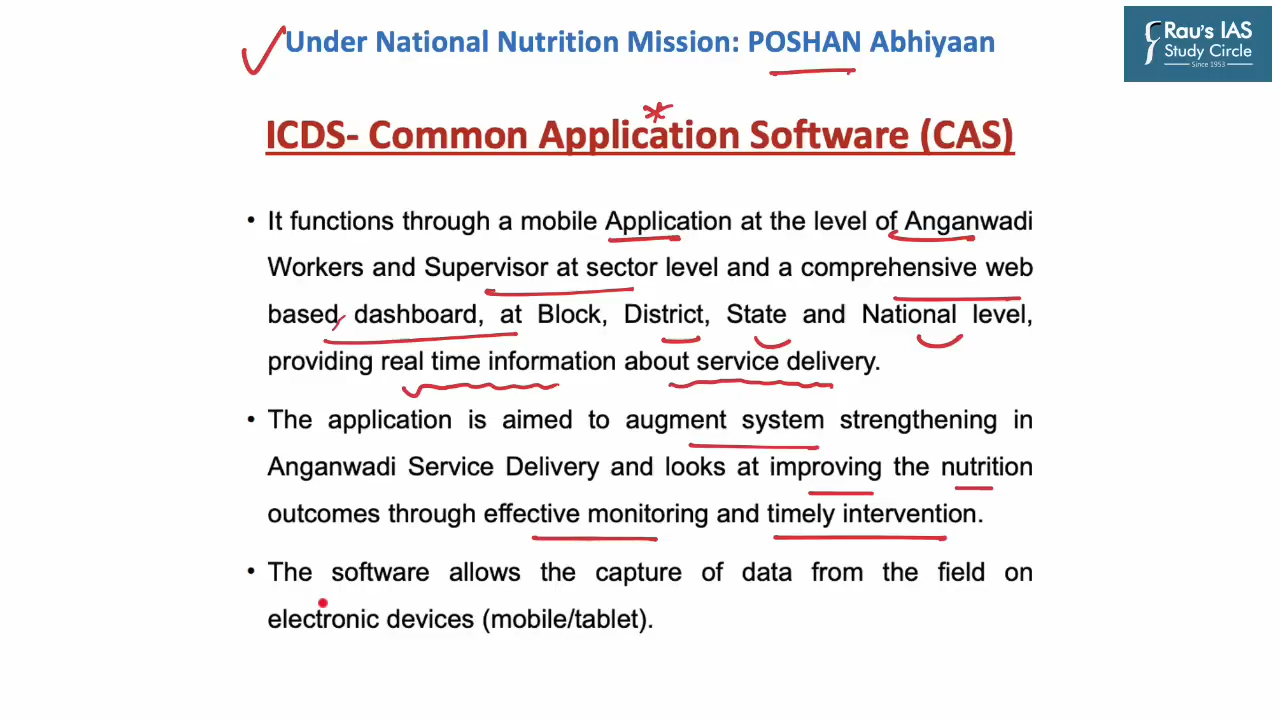 Under National Nutrition Mission: POSHAN Abhiyaan
Rau's IAS
Study Circle
Since 1953
ICDS- Common Application Software (CAS)
• It functions through a mobile Application at the level of Anganwadi
Workers and Supervisor at sector level and a comprehensive web
based dashboard, at Block, District, State and National level,
providing real time information about service delivery.
• The application is aimed to augment system strengthening in
Anganwadi Service Delivery and looks at improving the nutrition
outcomes through effective monitoring and timely intervention.
• The software allows the capture of data from the field on
electronic devices (mobile/tablet).